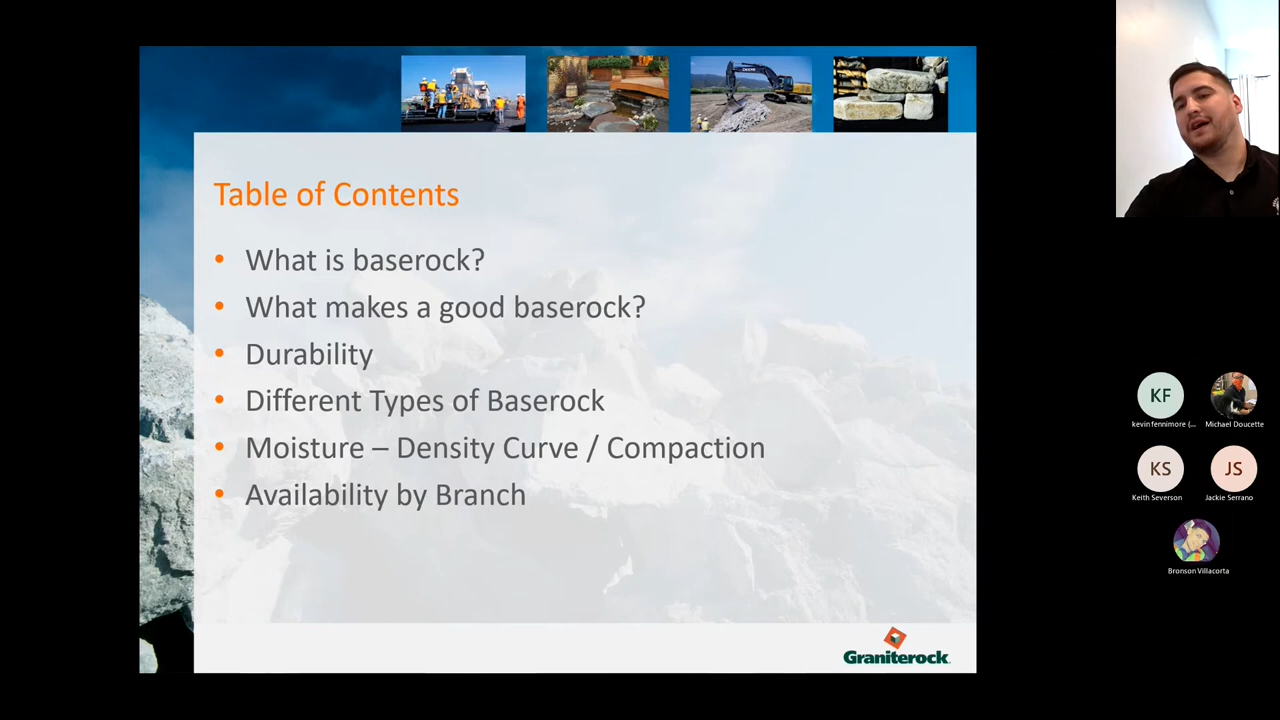 Table of Contents
• What is baserock?
• What makes a good baserock?
• Durability
• Different Types of Baserock
• Moisture – Density Curve / Compaction
• Availability by Branch
Graniterock
KF
kevin fennimore (...
Michael Doucette
KS
Keith Severson
JS
Jackie Serrano
Bronson Villacorta